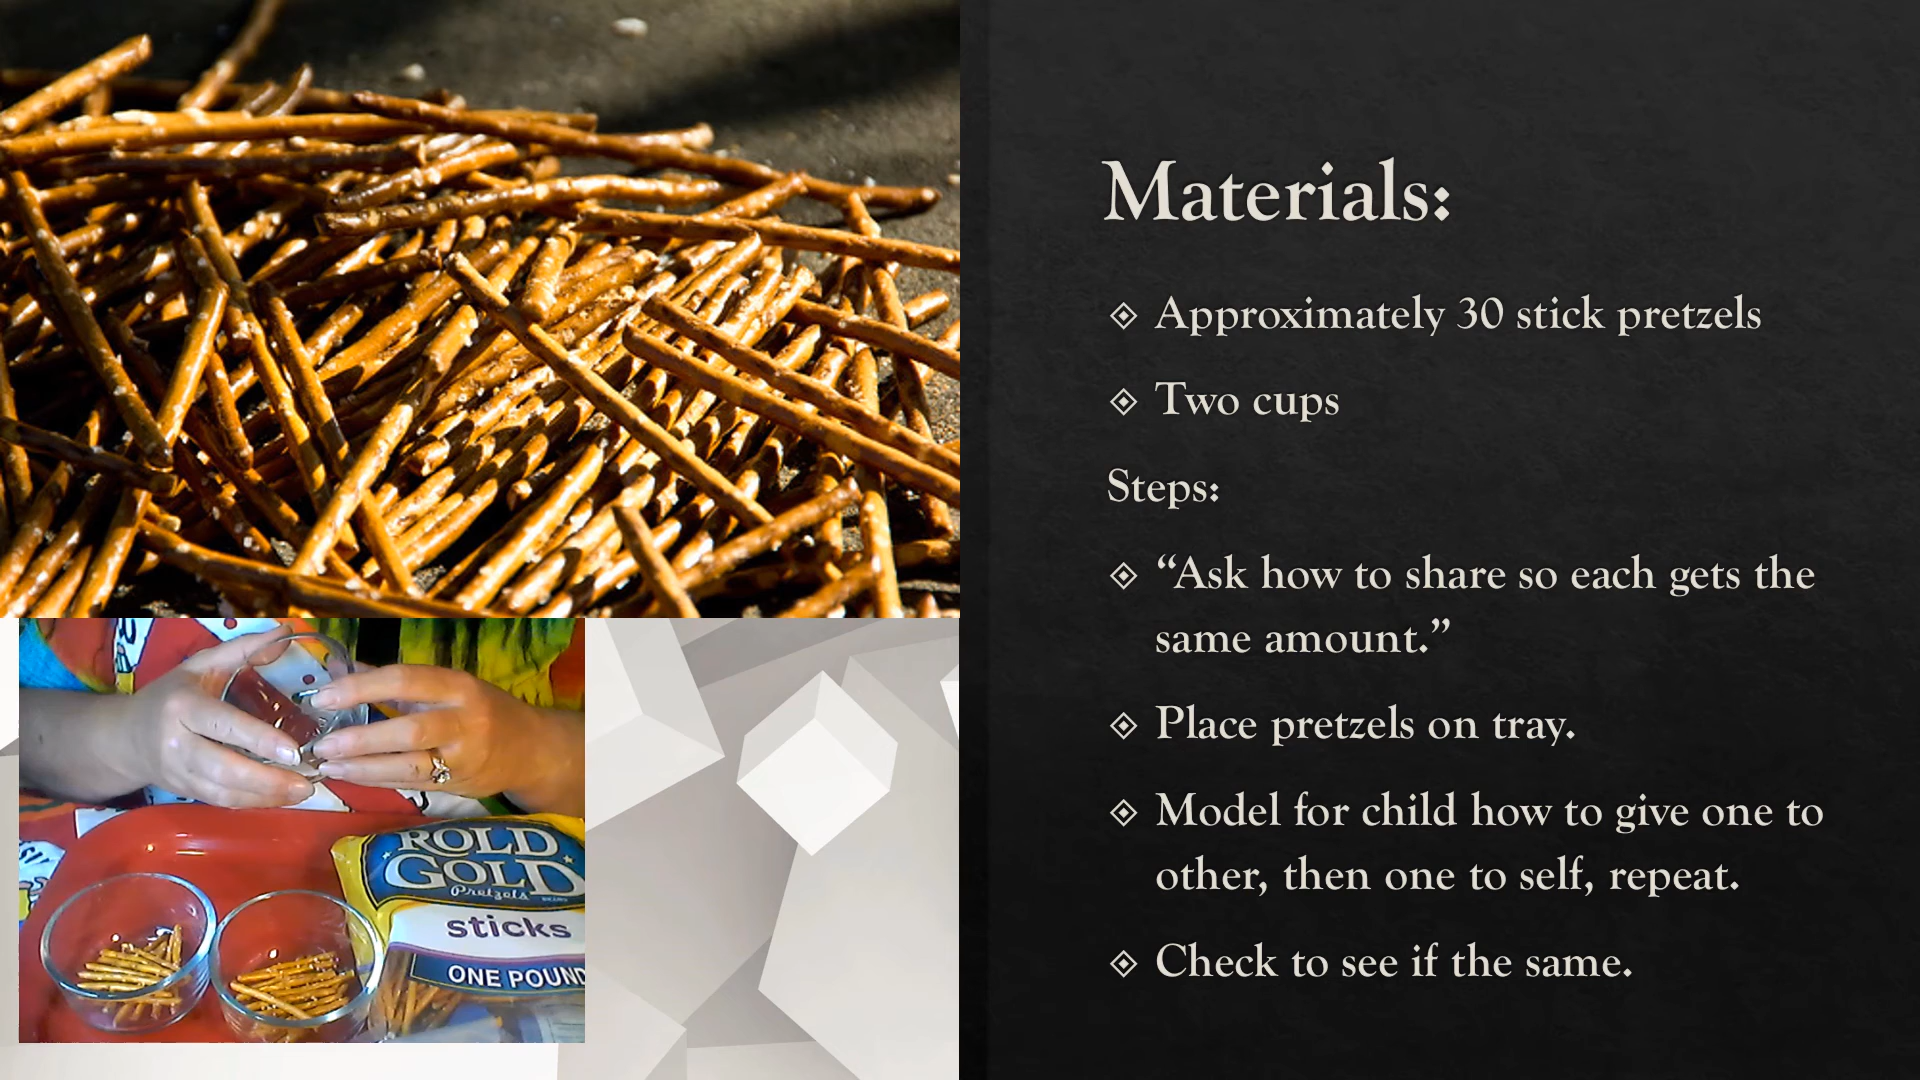 Materials:
Approximately 30 stick pretzels
Two cups
Steps:
“Ask how to share so each gets the
same amount.”
Place pretzels on tray.
Model for child how to give one to
other, then one to self, repeat.
Check to see if the same.
ROLD
GOLD
Pretzels
sticks
ONE POUND